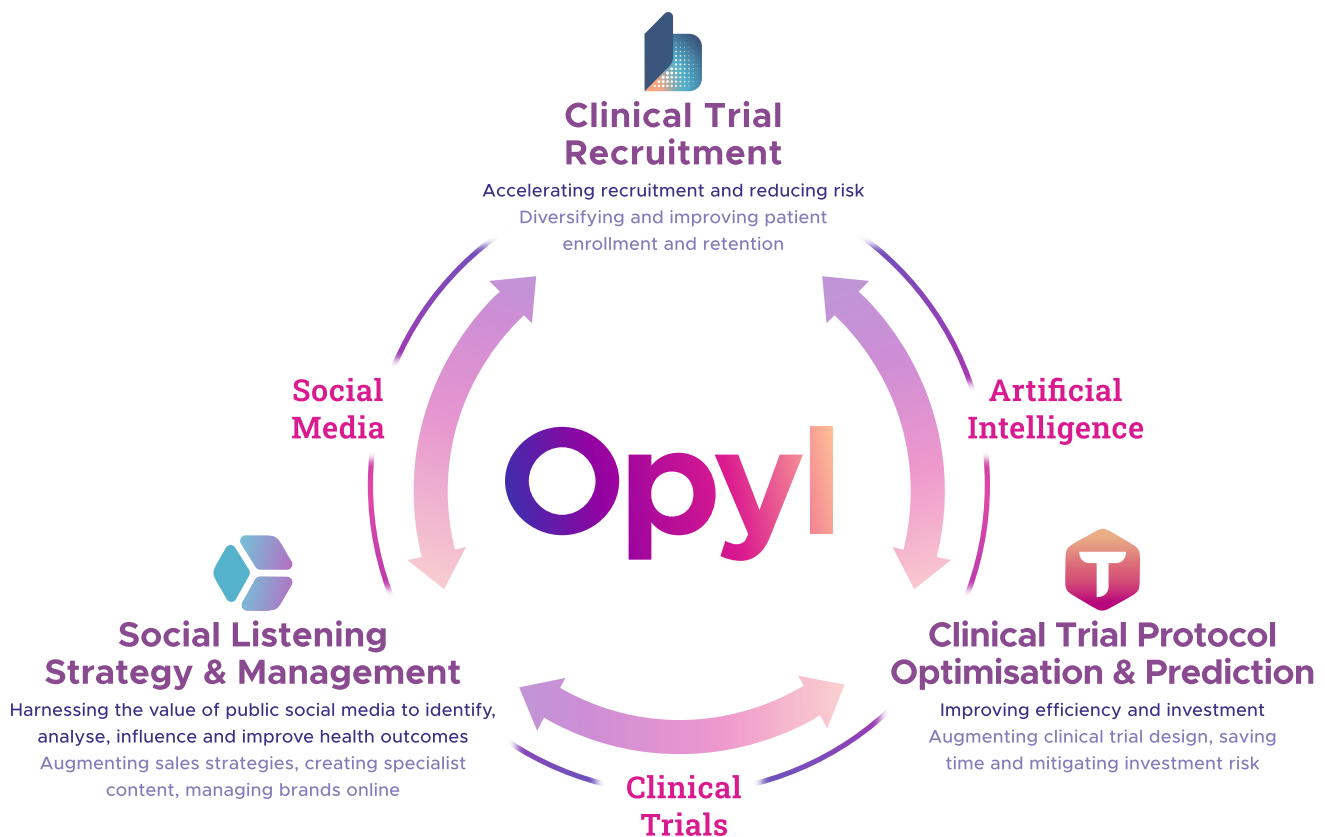 Clinical Trial
Recruitment
Accelerating recruitment and reducing risk
Diversifying and improving patient
enrollment and retention
Social
Media
Artificial
Intelligence
Opyl
Social Listening
Strategy & Management
Harnessing the value of public social media to identify,
analyse, influence and improve health outcomes
Augmenting sales strategies, creating specialist
content, managing brands online
Clinical Trial Protocol
Optimisation & Prediction
Improving efficiency and investment
Augmenting clinical trial design, saving
time and mitigating investment risk
Clinical
Trials